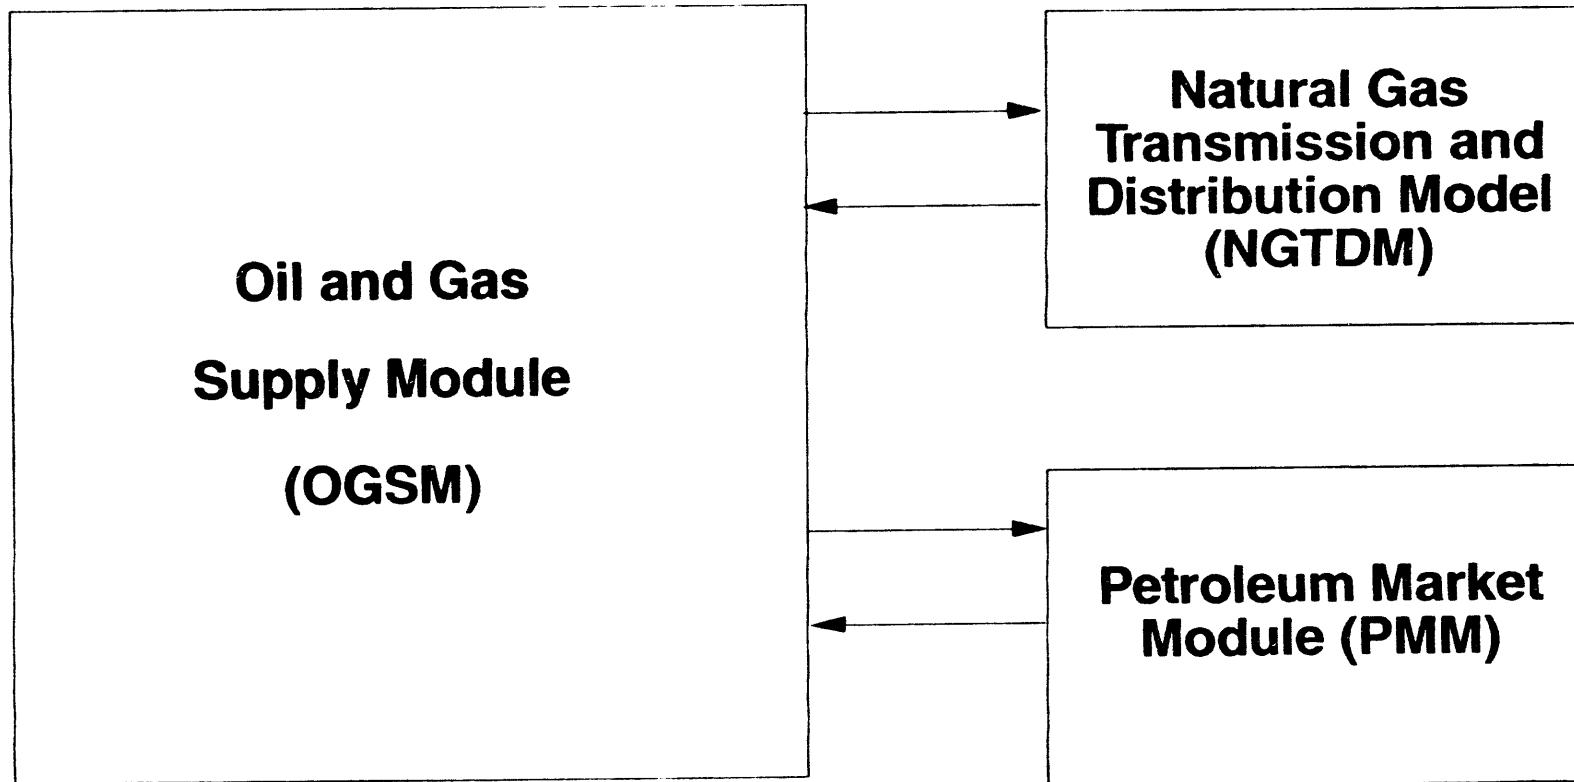 Oil and Gas
Supply Module
(OGSM)
Natural Gas
Transmission and
Distribution Model
(NGTDM)
Petroleum Market
Module (PMM)